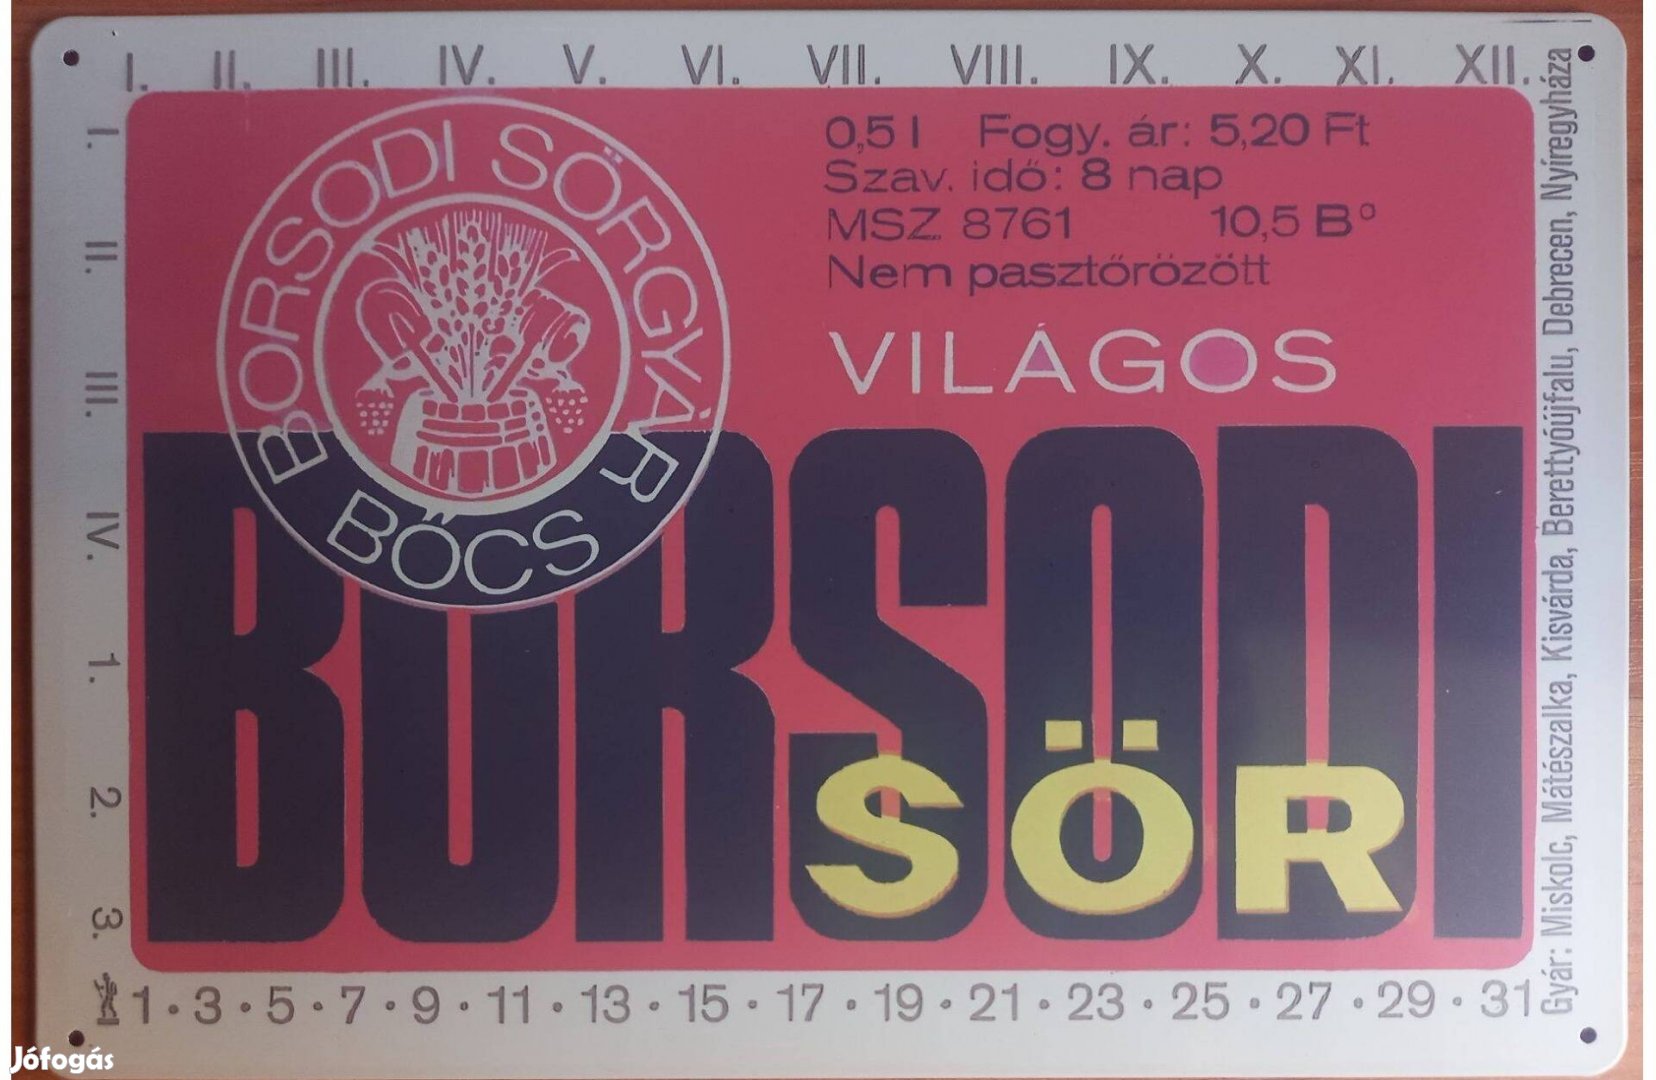 I. II. III. IV. V. VI. VII. VIII. IX. X. XI. XII.
I. II. III. IV. 1. 2. 3.
BORSODI SÖRGYÁR
BŐCS
0,5 l Fogy. ár: 5,20 Ft
Szav. idő: 8 nap
MSZ 8761 10,5 B°
Nem pasztőrözött
VILÁGOS
BORSODI
SÖR
1 • 3 • 5 • 7 • 9 • 11 • 13 • 15 • 17 • 19 • 21 • 23 • 25 • 27 • 29 • 31
Gyár: Miskolc, Mátészalka, Kisvárda, Berettyóújfalu, Debrecen, Nyíregyháza
Jófogás